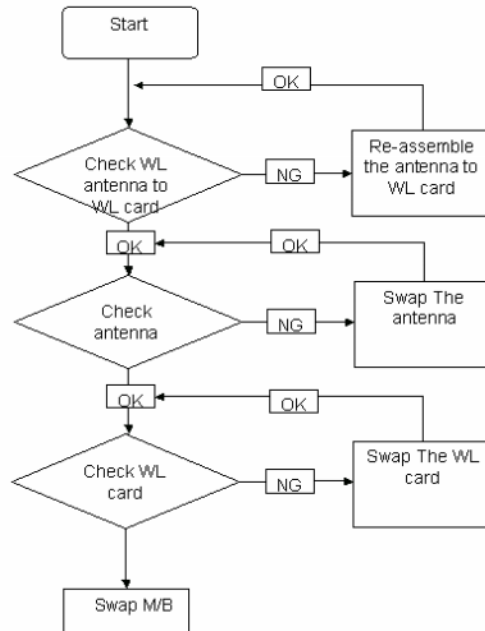 Start
OK
Check WL
antenna to
WL card
NG
Re-assemble
the antenna to
WL card
OK
OK
Check
antenna
NG
Swap The
antenna
OK
OK
Check WL
card
NG
Swap The WL
card
Swap M/B